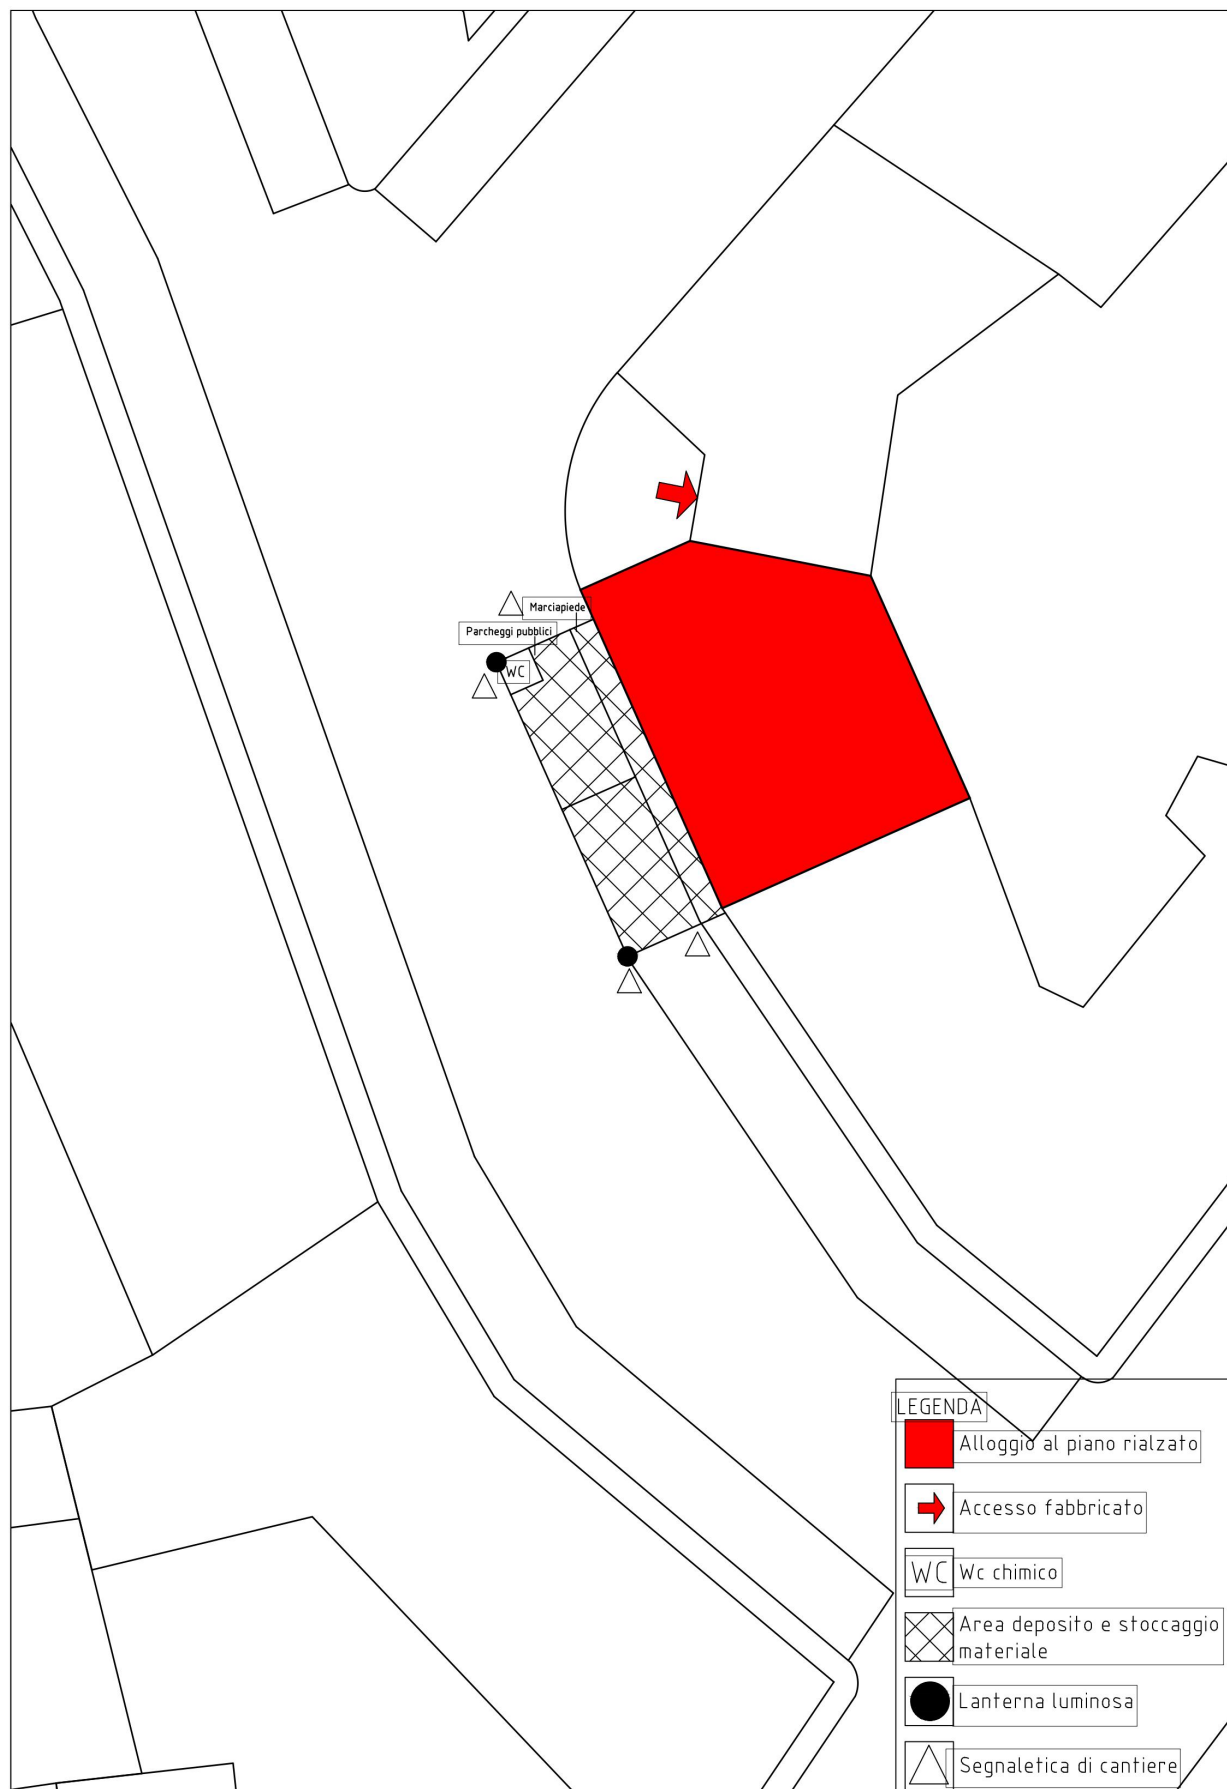 Marciapiede
Parcheggi pubblici
WC
LEGENDA
Alloggio al piano rialzato
Accesso fabbricato
WC Wc chimico
Area deposito e stoccaggio
materiale
Lanterna luminosa
Segnaletica di cantiere